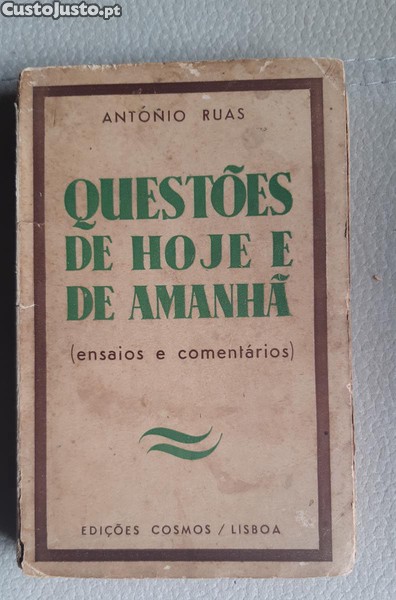 CustoJusto.pt
ANTÓNIO RUAS
QUESTÕES
DE HOJE E
DE AMANHÃ
(ensaios e comentários)
EDIÇÕES COSMOS / LISBOA